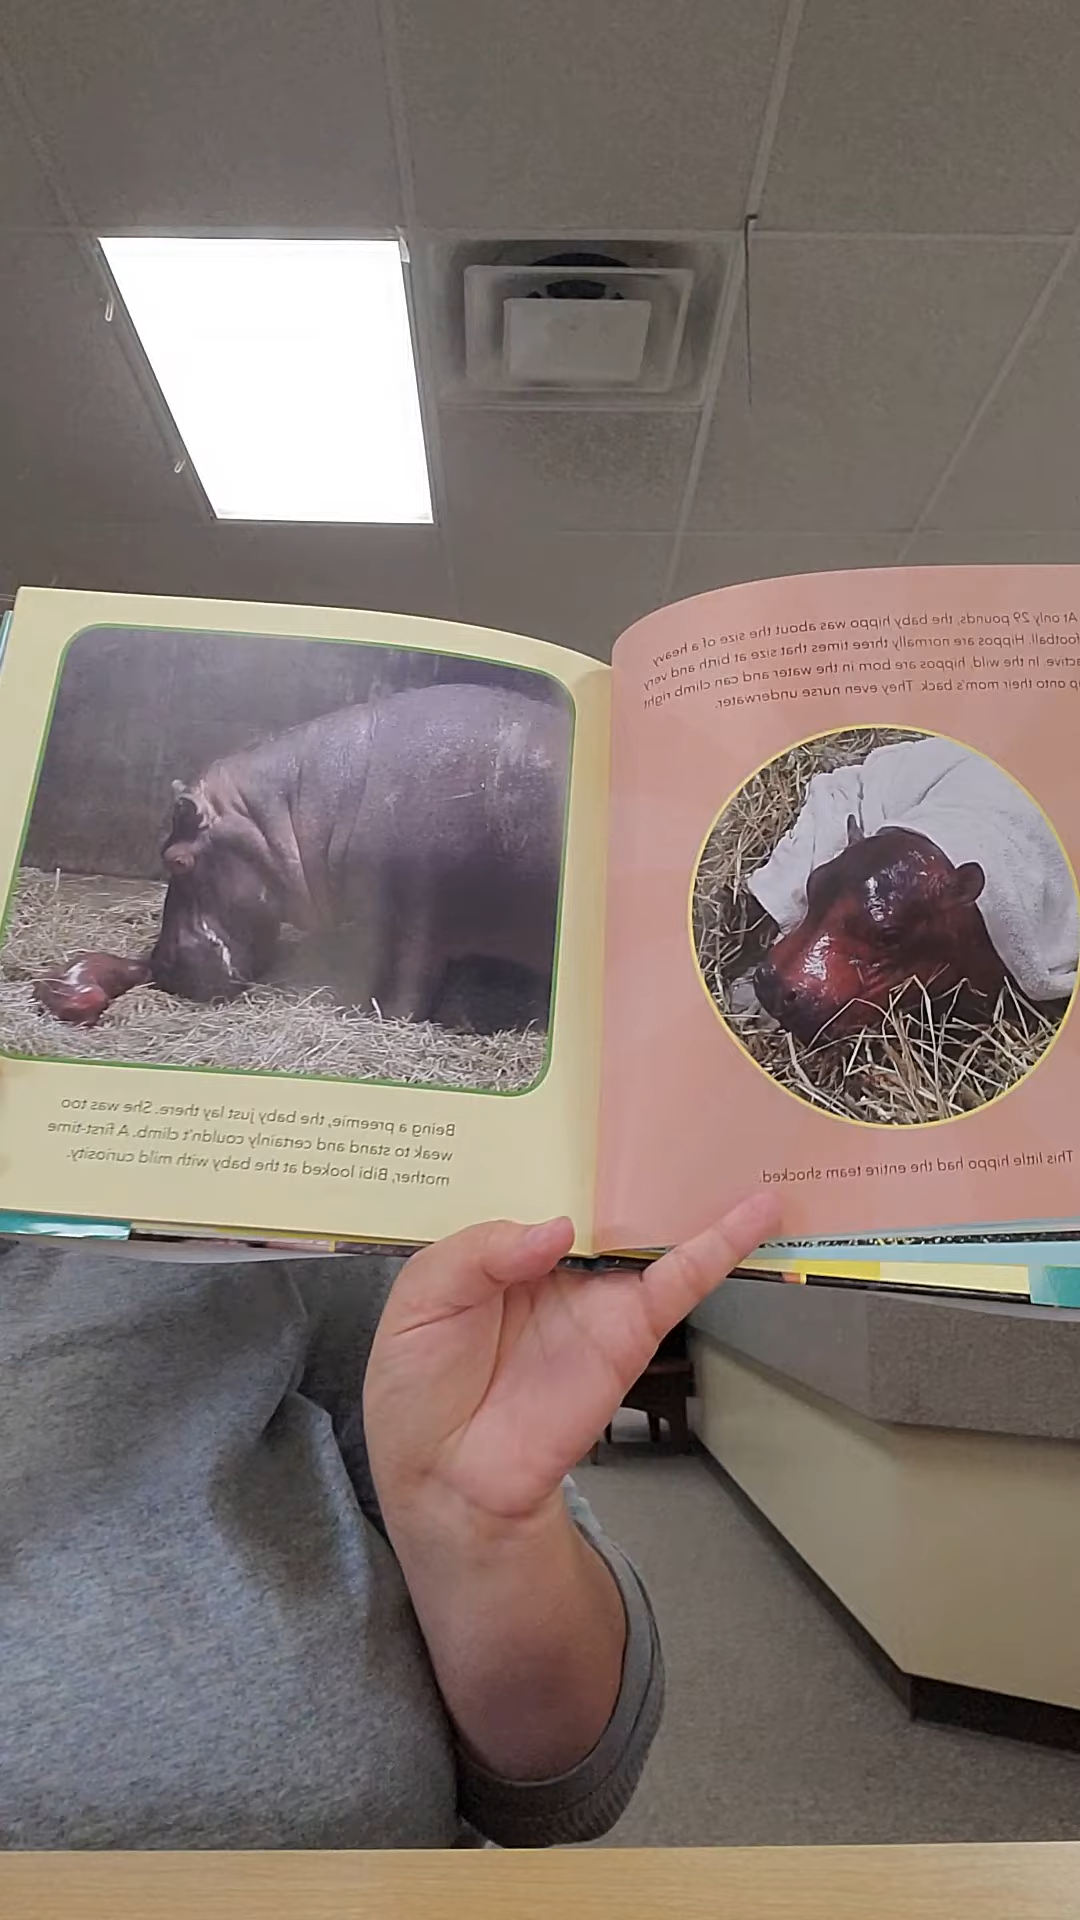 At only 29 pounds, the baby hippo was about the size of a heavy
football. Hippos are normally three times that size at birth and very
active. In the wild, hippos are born in the water and can climb right
up onto their mom's back. They even nurse underwater.
This little hippo had the entire team shocked.
Being a preemie, the baby just lay there. She was too
weak to stand and certainly couldn't climb. A first-time
mother, Bibi looked at the baby with mild curiosity.